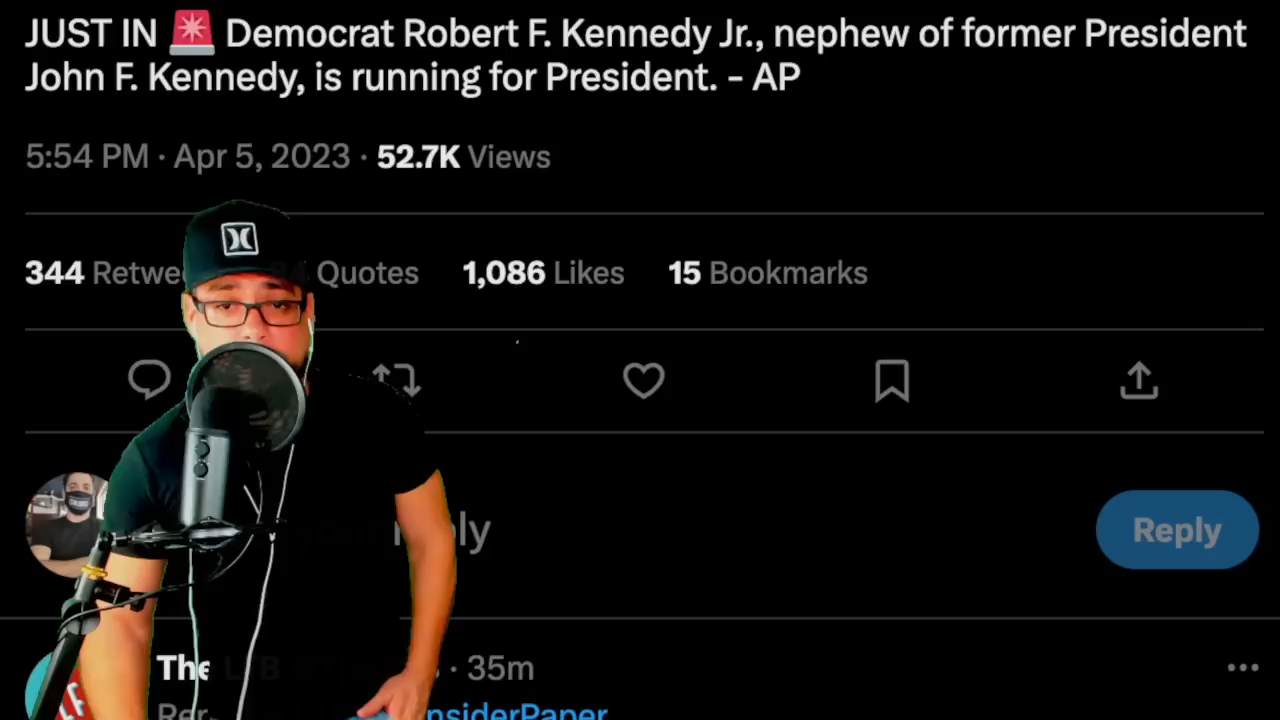 JUST IN 🚨 Democrat Robert F. Kennedy Jr., nephew of former President
John F. Kennedy, is running for President. - AP
5:54 PM · Apr 5, 2023 · 52.7K Views
344 Quotes 1,086 Likes 15 Bookmarks
Reply
The · 35m